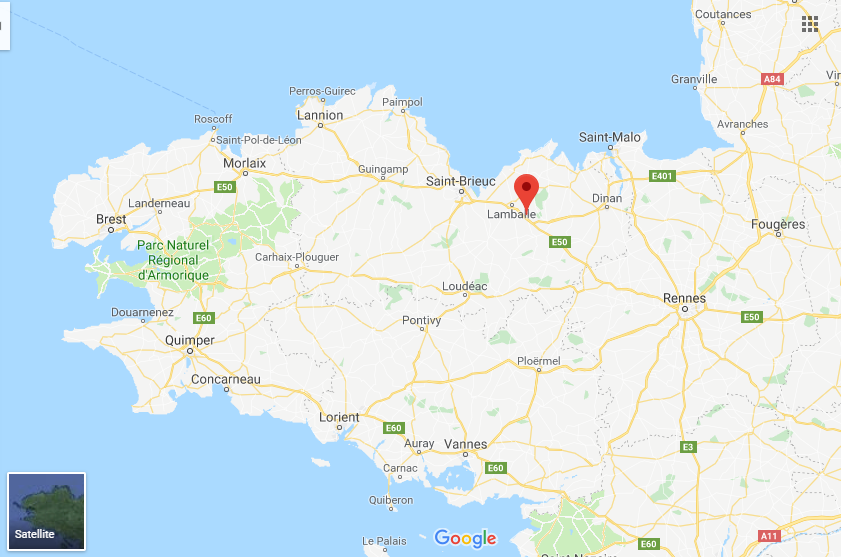 Coutances
A84
Vir
Granville
Perros-Guirec
Paimpol
Lannion
Roscoff
Avranches
Saint-Pol-de-Léon
Saint-Malo
Morlaix
Guingamp
E50
Saint-Brieuc
E401
Landerneau
Lamballe
Dinan
Brest
Fougères
Parc Naturel
Régional
d'Armorique
E50
Carhaix-Plouguer
Loudéac
Rennes
Douarnenez
E60
Pontivy
E50
Quimper
Ploërmel
Concarneau
Lorient
E60
Auray
Vannes
E3
Carnac
E60
Quiberon
Satellite
Le Palais
Google
A11
E60
Saint-Nazaire